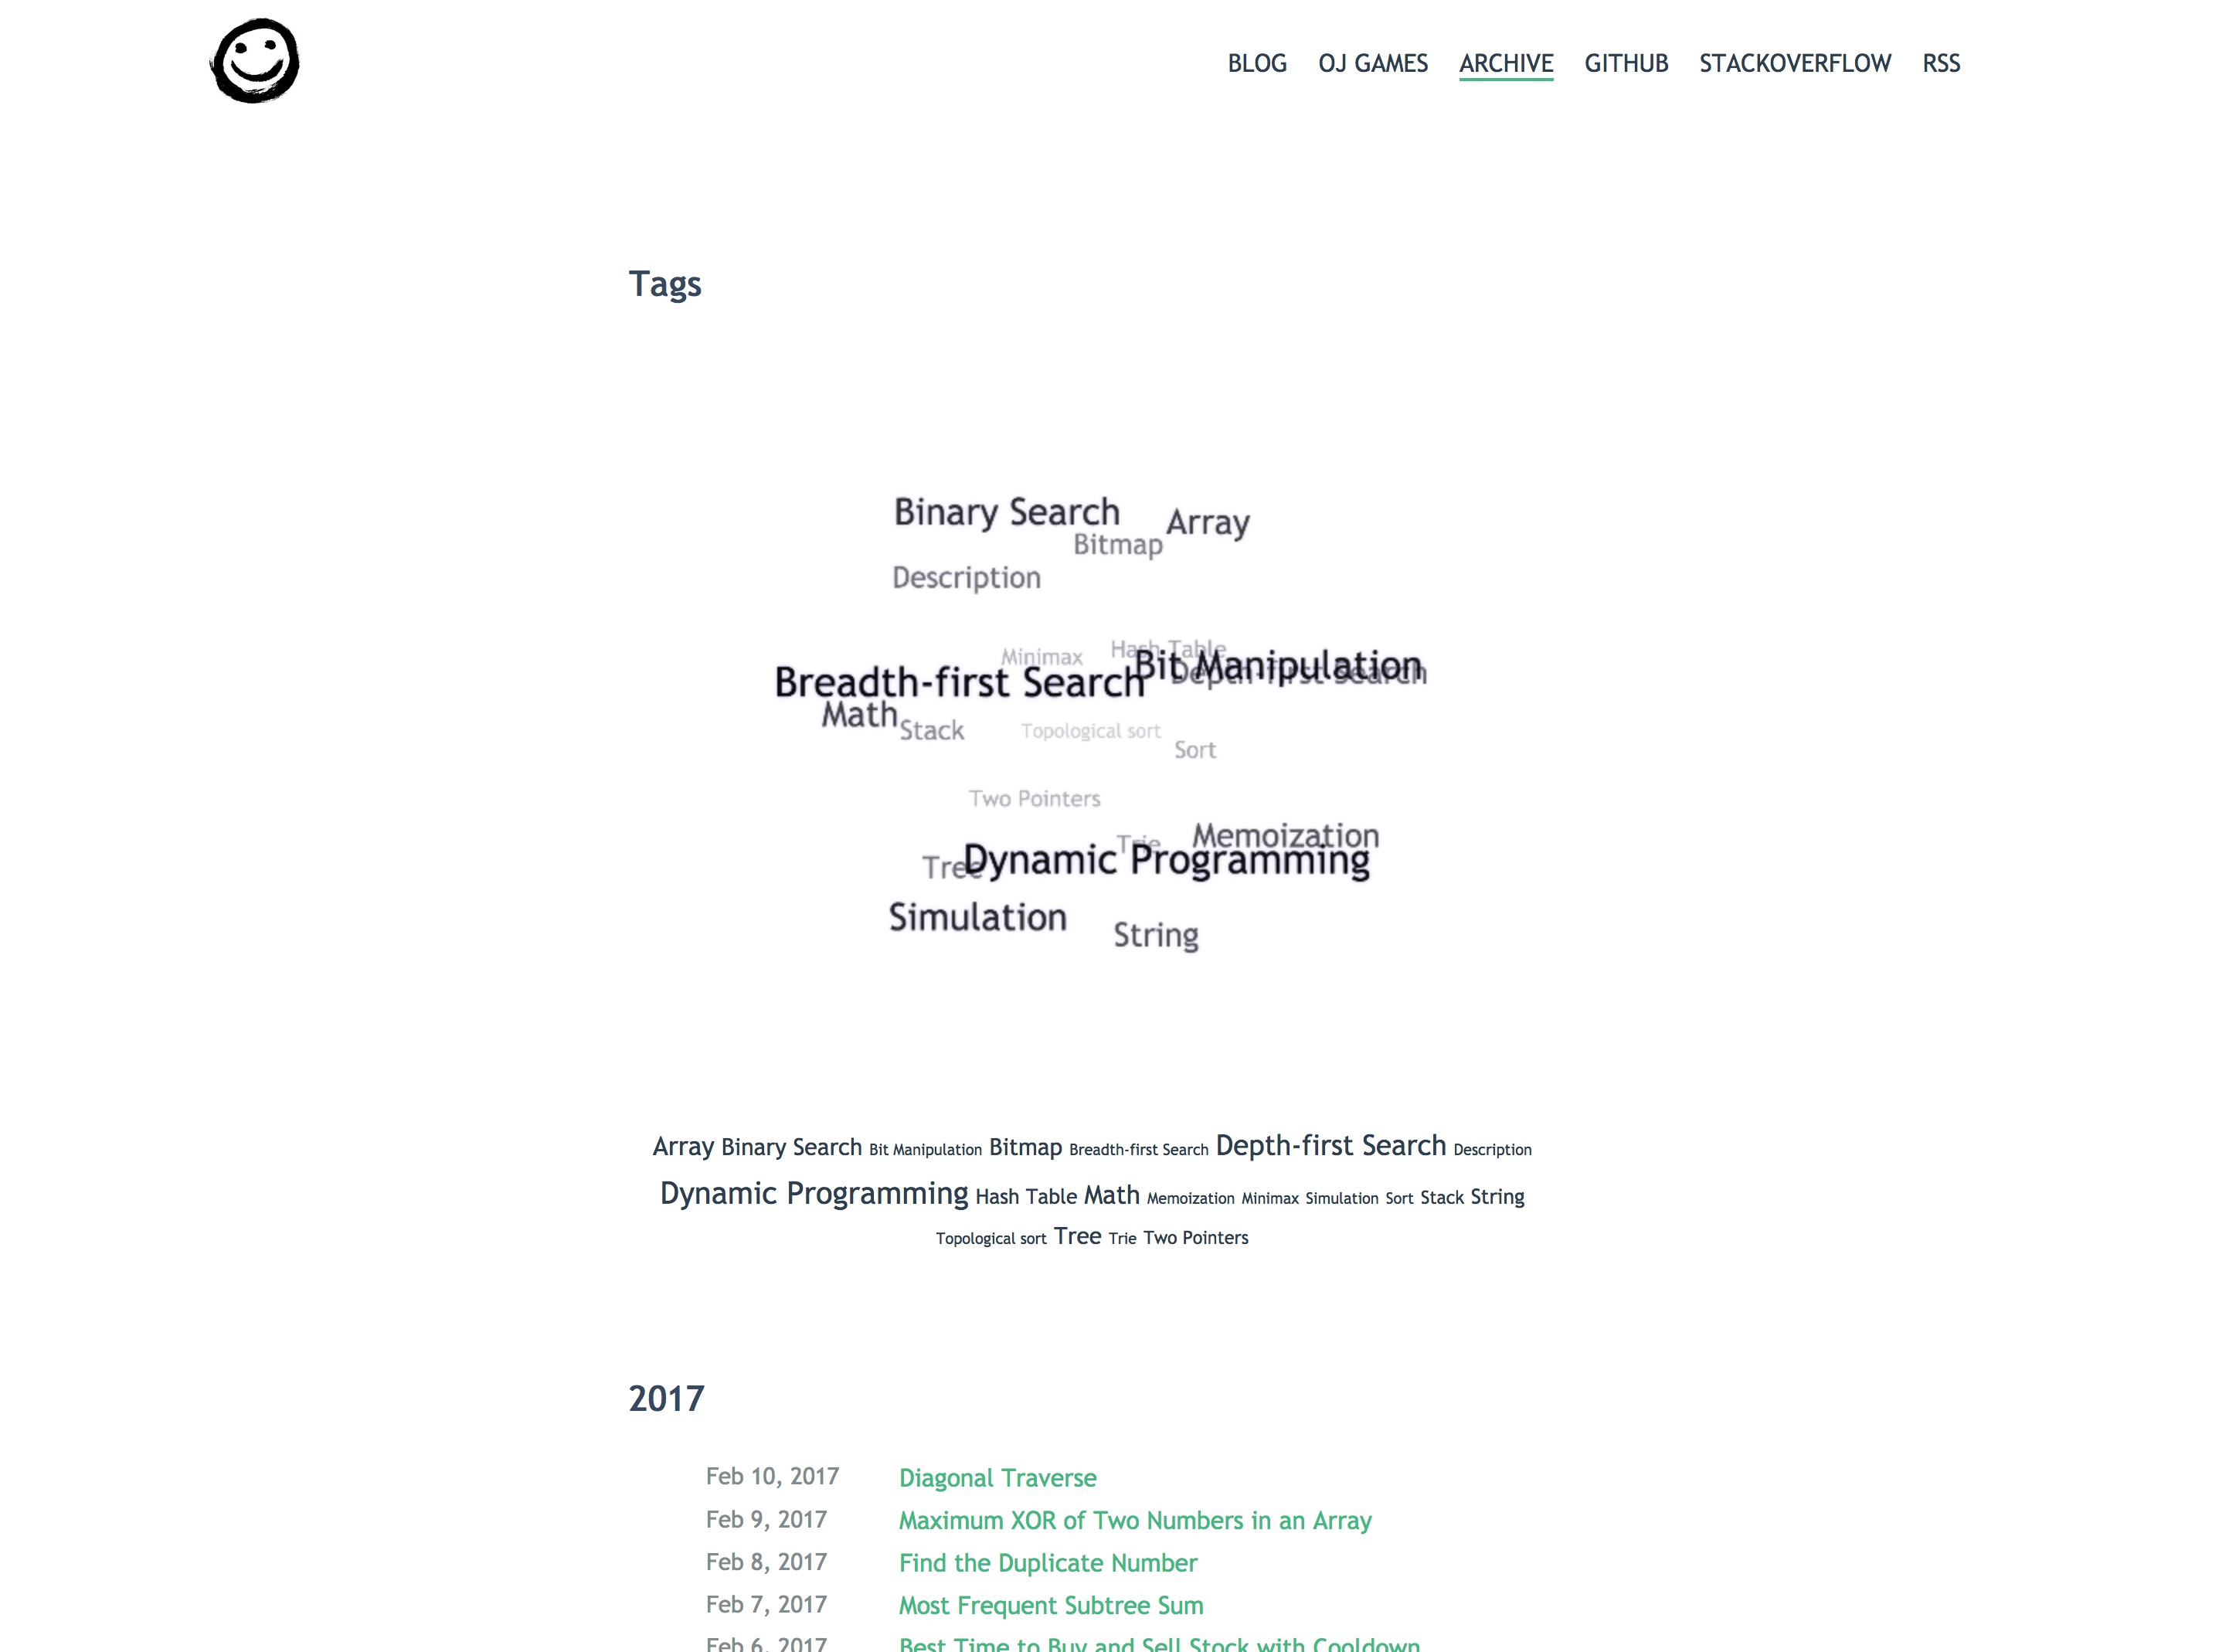 BLOG OJ GAMES ARCHIVE GITHUB STACKOVERFLOW RSS
Tags
Binary Search
Array
Bitmap
Description
Hash Table
Minimax
Bit Manipulation
Depth-first Search
Breadth-first Search
Math
Stack
Topological sort
Sort
Two Pointers
Memoization
Trie
Dynamic Programming
Tree
Simulation
String
Array Binary Search Bit Manipulation Bitmap Breadth-first Search Depth-first Search Description
Dynamic Programming Hash Table Math Memoization Minimax Simulation Sort Stack String
Topological sort Tree Trie Two Pointers
2017
Feb 10, 2017 Diagonal Traverse
Feb 9, 2017 Maximum XOR of Two Numbers in an Array
Feb 8, 2017 Find the Duplicate Number
Feb 7, 2017 Most Frequent Subtree Sum
Feb 6, 2017 Best Time to Buy and Sell Stock with Cooldown